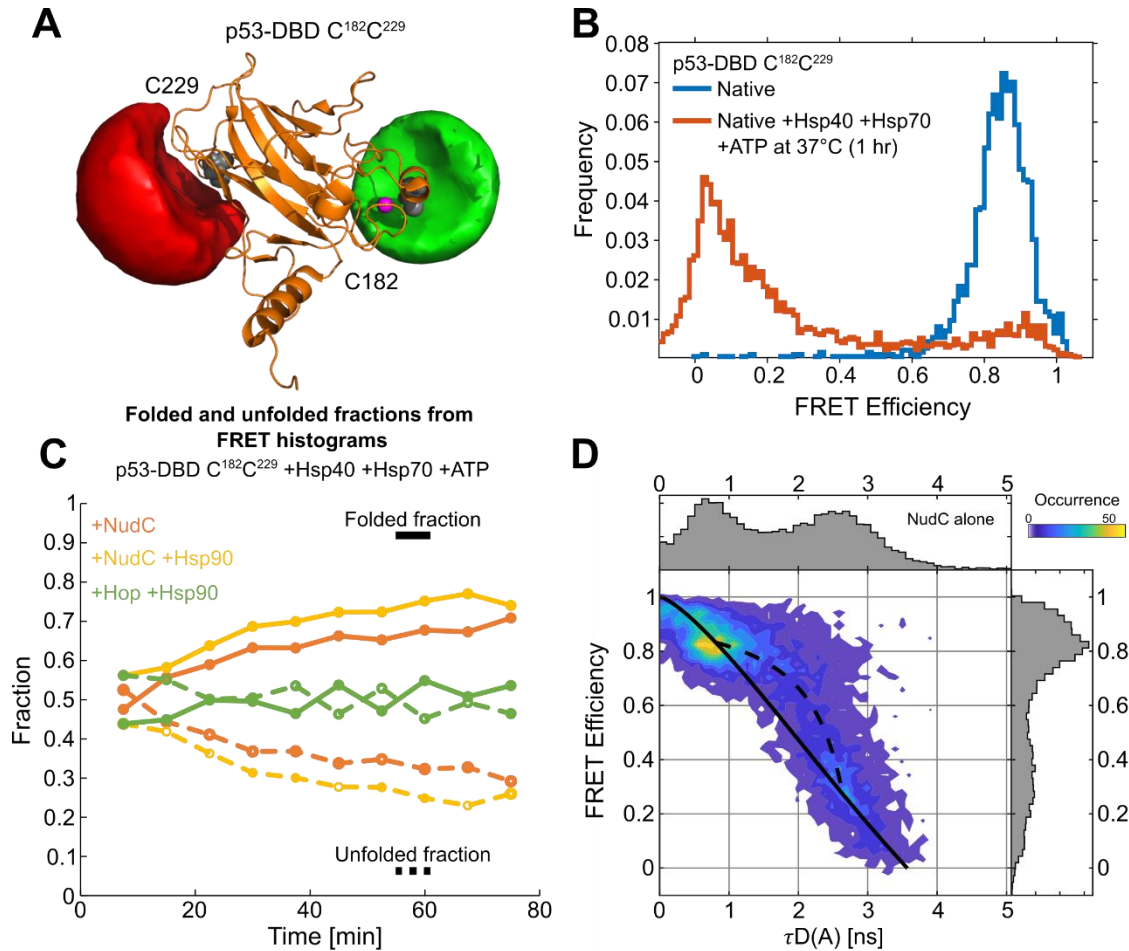 A
p53-DBD C¹⁸²C²²⁹
C229
C182
B
p53-DBD C¹⁸²C²²⁹
Native
Native +Hsp40 +Hsp70
+ATP at 37°C (1 hr)
Frequency
0.08
0.07
0.06
0.05
0.04
0.03
0.02
0.01
0 0.2 0.4 0.6 0.8 1
FRET Efficiency
Folded and unfolded fractions from
FRET histograms
C
p53-DBD C¹⁸²C²²⁹ +Hsp40 +Hsp70 +ATP
+NudC
+NudC +Hsp90
+Hop +Hsp90
Folded fraction
Unfolded fraction
Fraction
1
0.9
0.8
0.7
0.6
0.5
0.4
0.3
0.2
0.1
0
0 20 40 60 80
Time [min]
D
0 1 2 3 4 5
NudC alone
Occurrence
0 50
FRET Efficiency
1
0.8
0.6
0.4
0.2
0
1
0.8
0.6
0.4
0.2
0
0 1 2 3 4 5
τD(A) [ns]